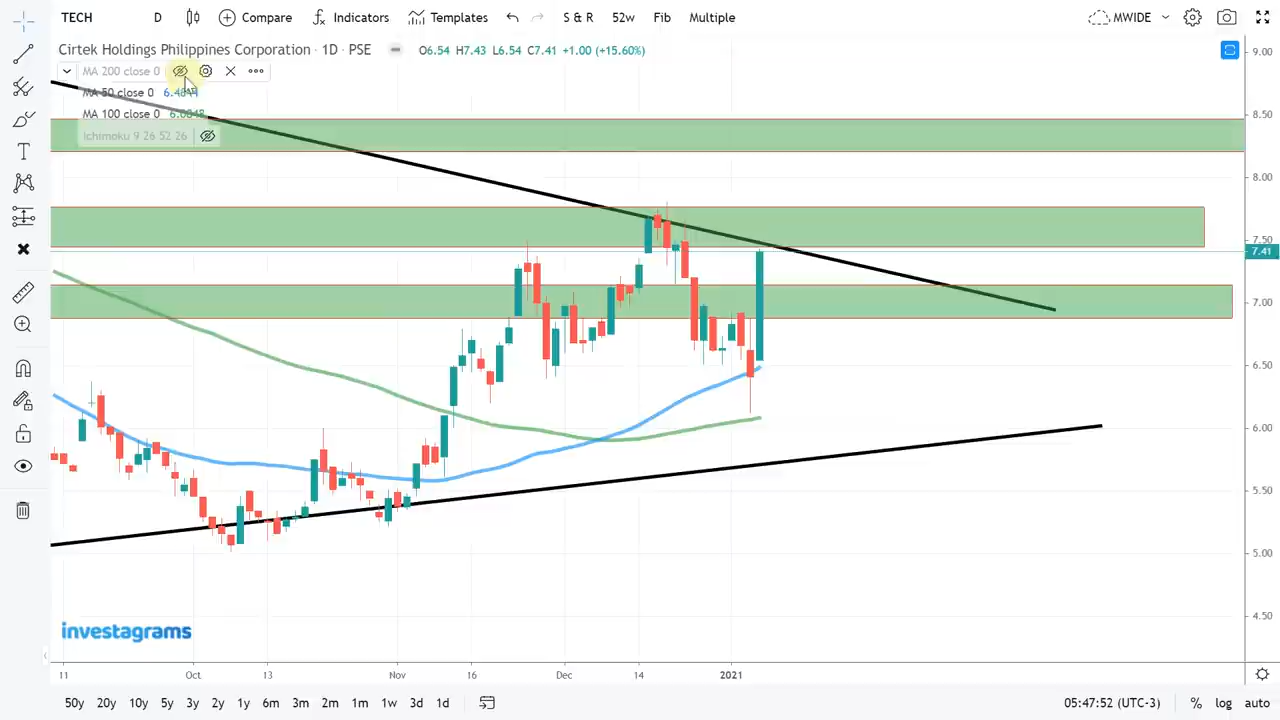 TECH D Compare Indicators Templates S & R 52w Fib Multiple MWIDE
Cirtek Holdings Philippines Corporation · 1D · PSE O6.54 H7.43 L6.54 C7.41 +1.00 (+15.60%)
MA 200 close 0
MA 50 close 0
MA 100 close 0
Ichimoku 9 26 52 26
9.00
8.50
8.00
7.50
7.41
7.00
6.50
6.00
5.50
5.00
4.50
investagrams
11 Oct 13 Nov 16 Dec 14 2021
50y 20y 10y 5y 3y 2y 1y 6m 3m 2m 1m 1w 3d 1d 05:47:52 (UTC-3) % log auto